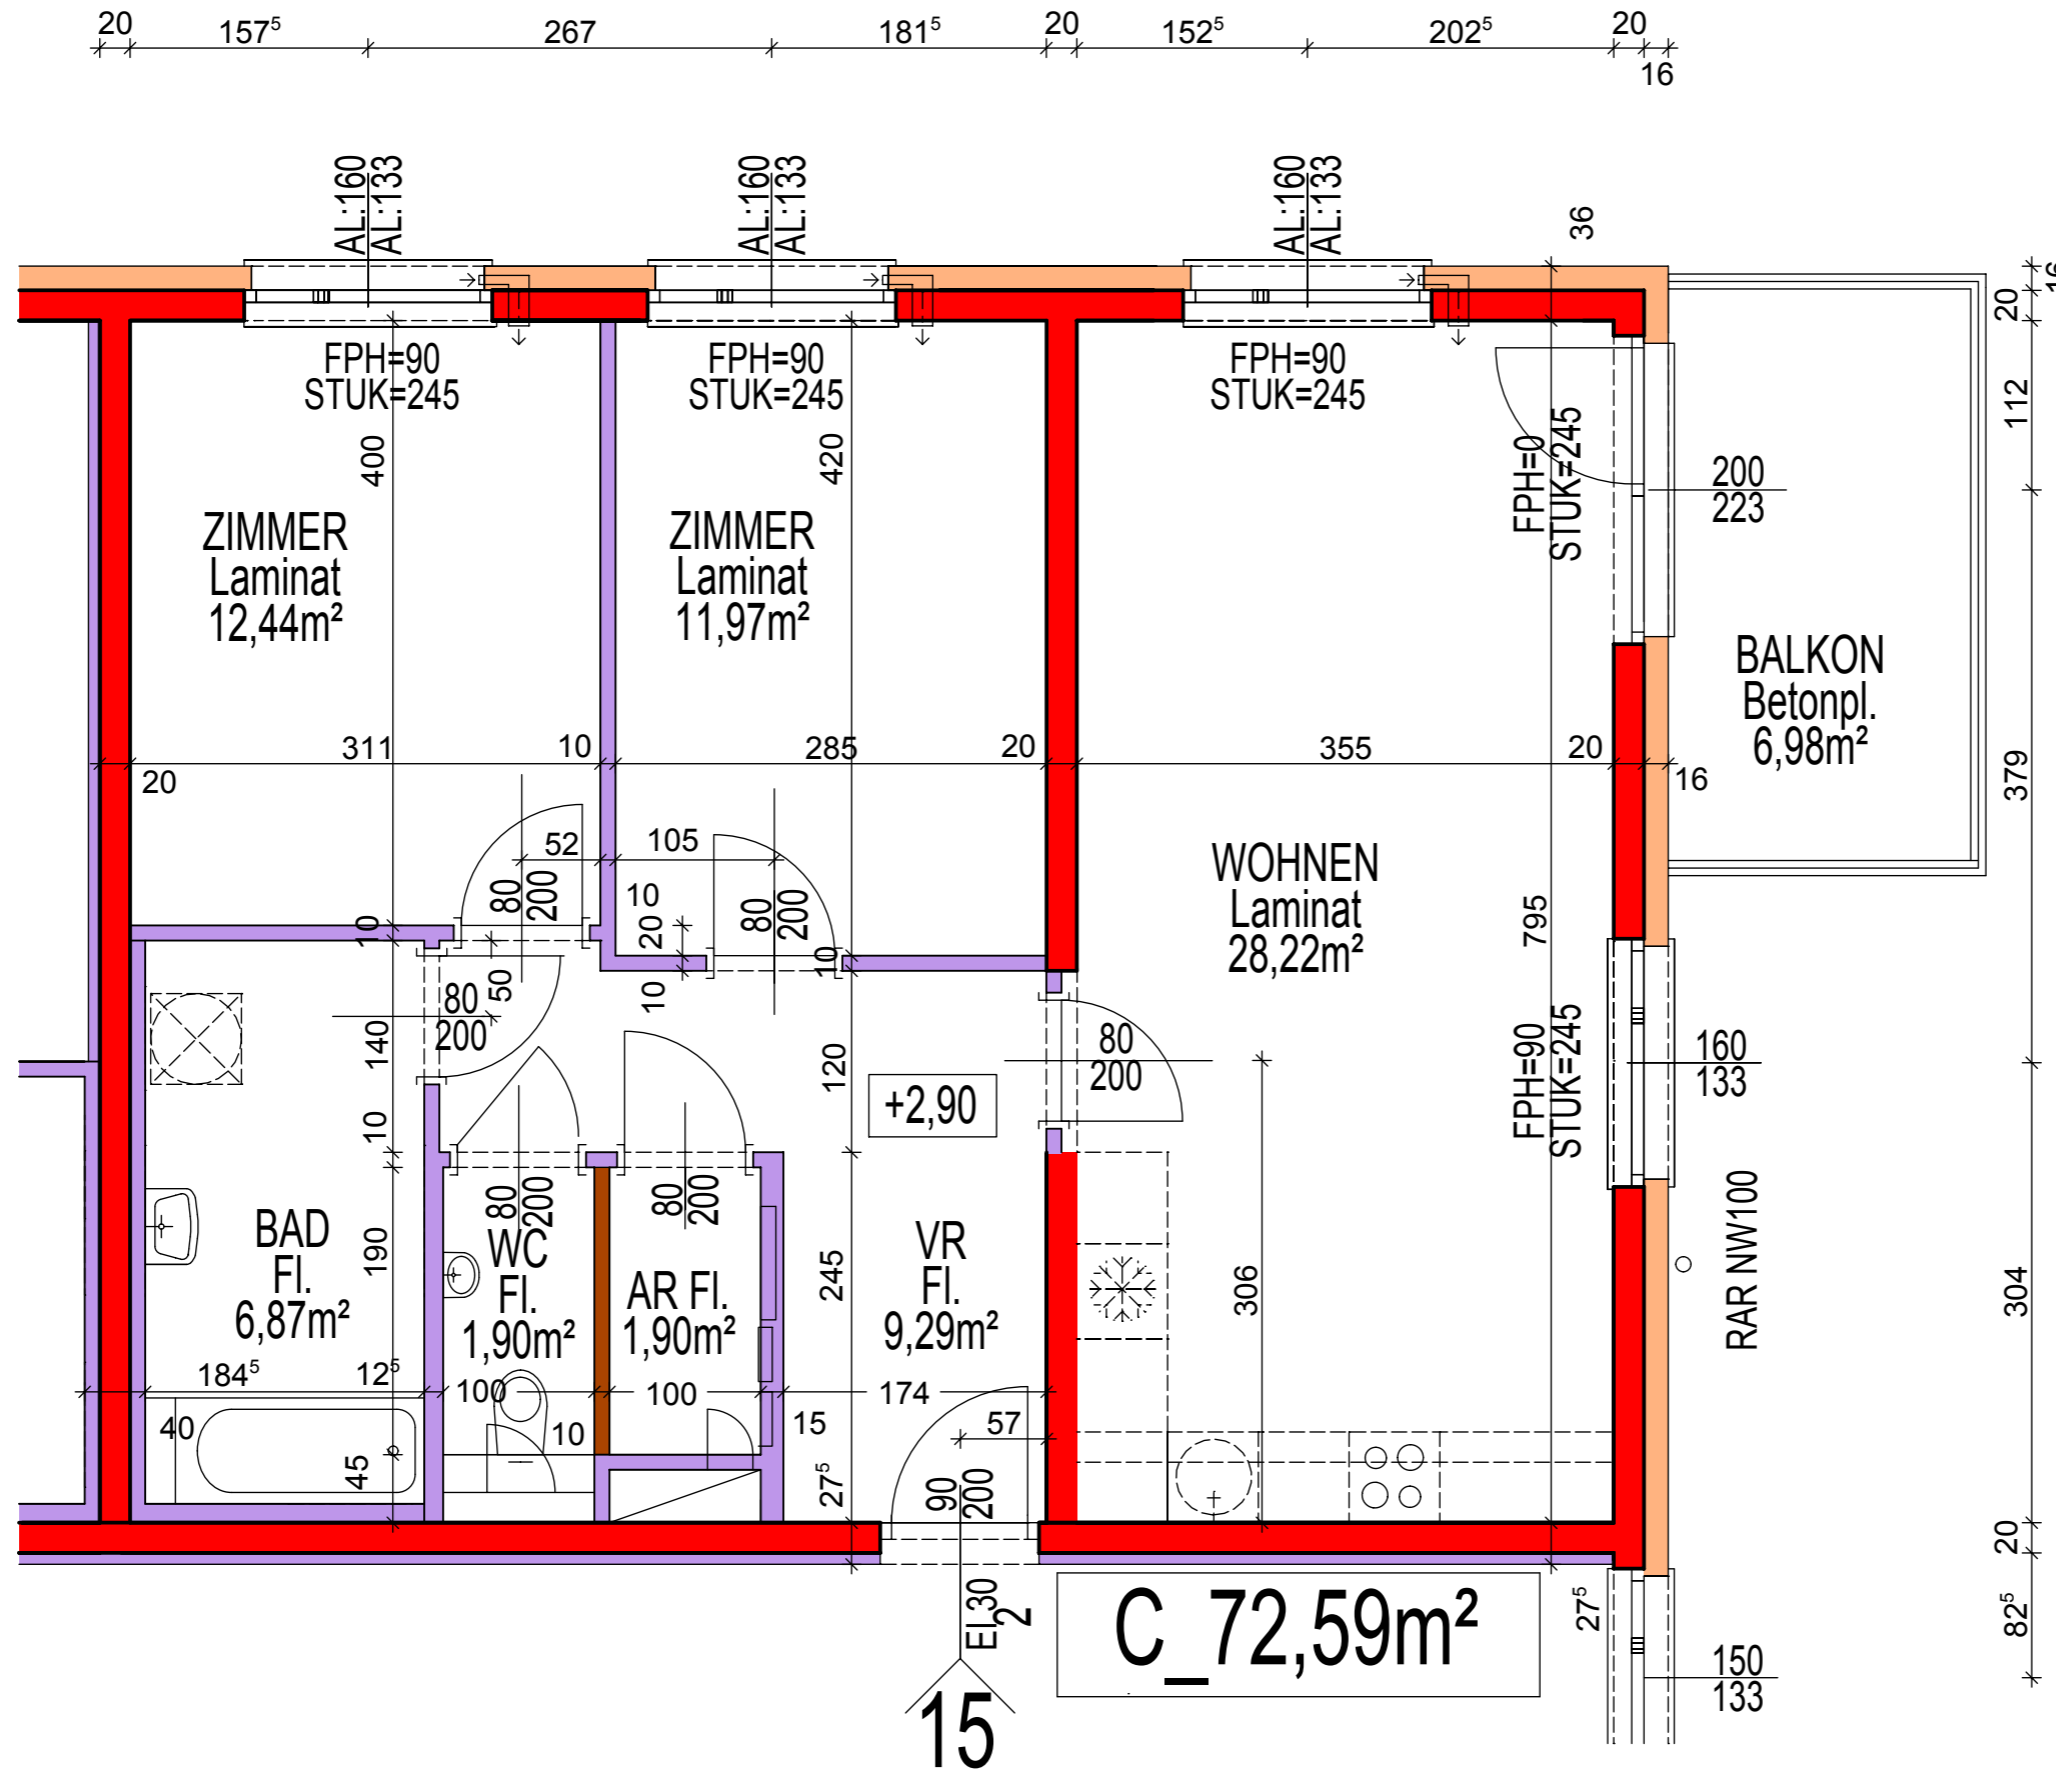 20 157⁵ 267 181⁵ 20 152⁵ 202⁵ 20
16
AL:160
AL:133
AL:160
AL:133
AL:160
AL:133
36
16
20
FPH=90
STUK=245
FPH=90
STUK=245
FPH=90
STUK=245
400
420
112
FPH=0
STUK=245
200
223
ZIMMER
Laminat
12,44m²
ZIMMER
Laminat
11,97m²
BALKON
Betonpl.
6,98m²
311 10 285 20 355 20
20
16
379
52 105
80
200
10
20
80
200
WOHNEN
Laminat
28,22m²
795
10
10
10
50
80
200
140
120
80
200
+2,90
FPH=90
STUK=245
160
133
10
80
200
80
200
190
BAD
Fl.
6,87m²
WC
Fl.
1,90m²
AR Fl.
1,90m²
VR
Fl.
9,29m²
245
306
RAR NW100
304
184⁵ 12⁵ 100 100 174
40
10
15
57
45
27⁵
90
200
20
EI 30
2
C_72,59m²
27⁵
82⁵
150
133
15